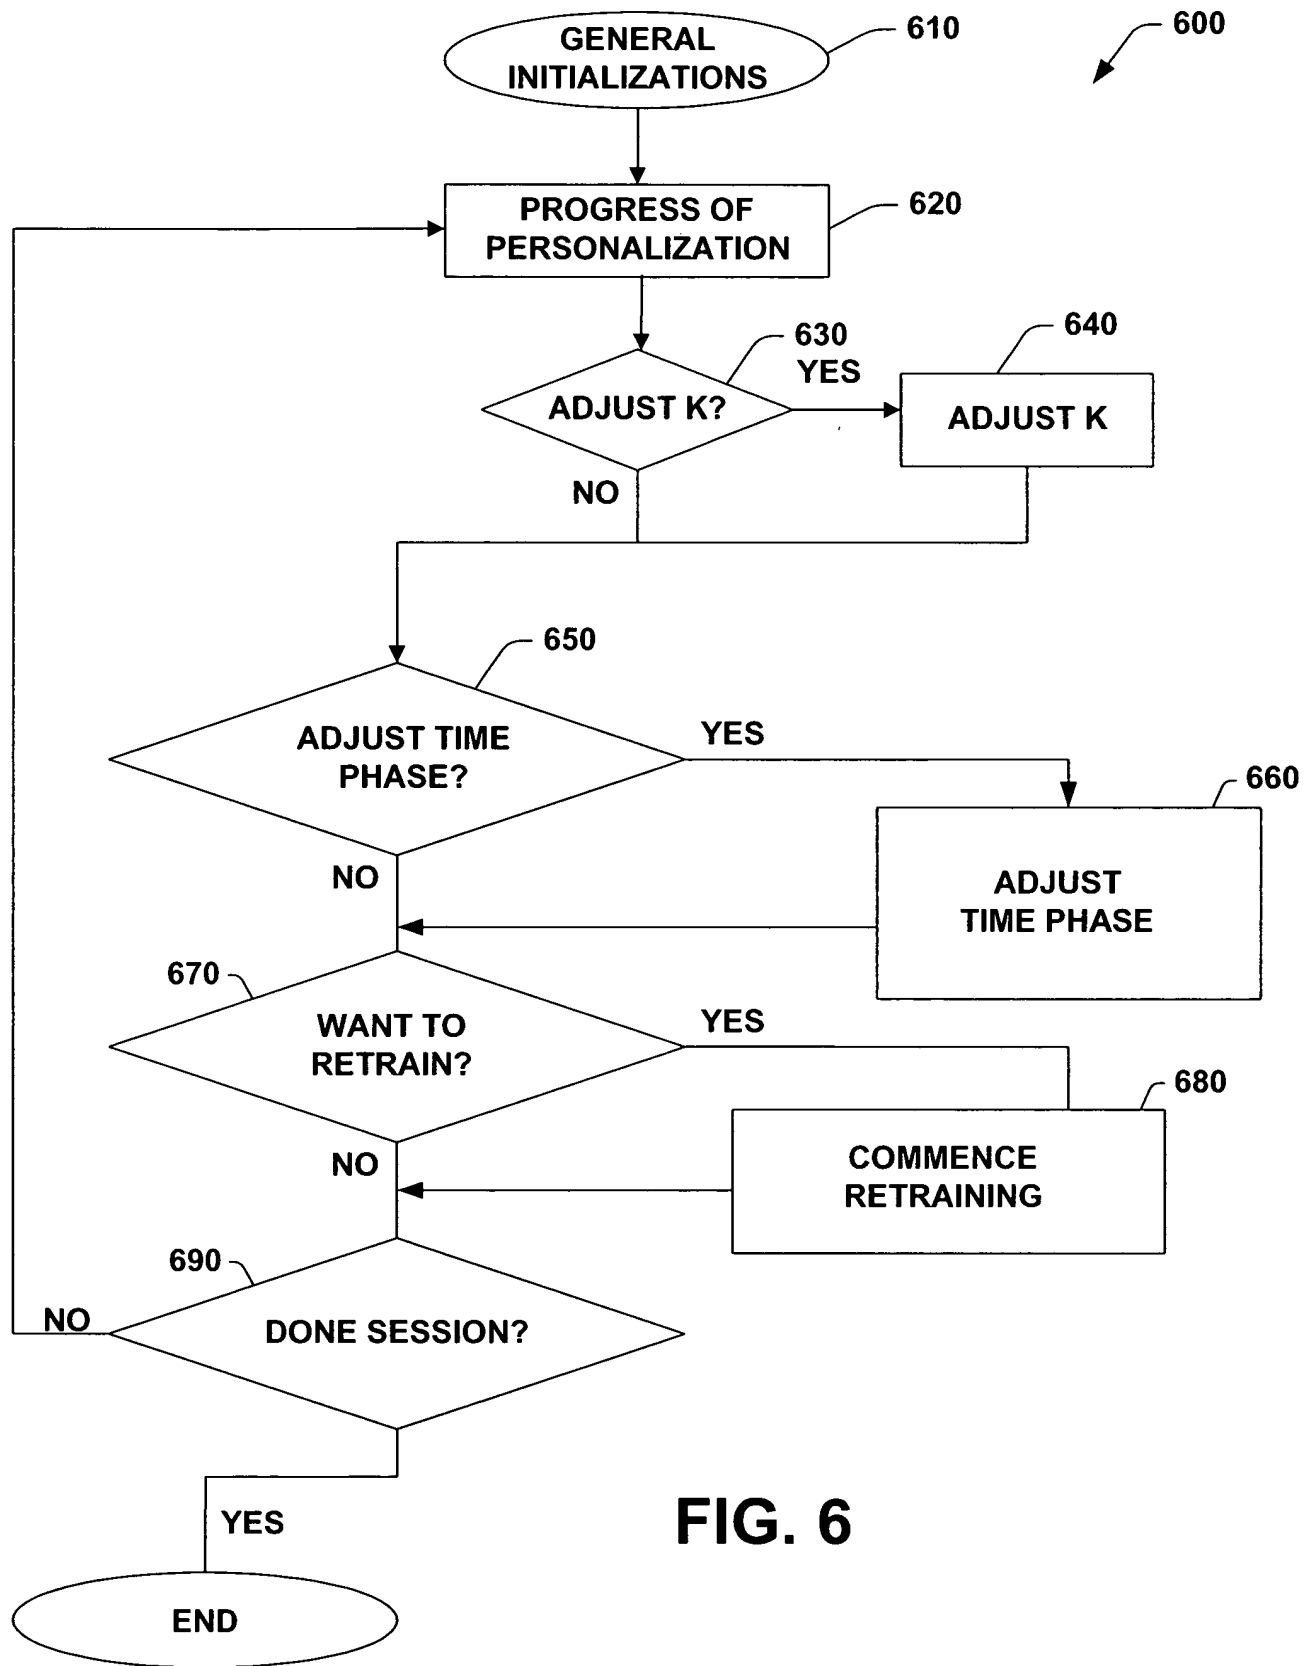 GENERAL
INITIALIZATIONS
610
600
PROGRESS OF
PERSONALIZATION
620
630
YES
640
ADJUST K?
ADJUST K
NO
650
ADJUST TIME
PHASE?
YES
660
ADJUST
TIME PHASE
NO
670
WANT TO
RETRAIN?
YES
680
COMMENCE
RETRAINING
NO
690
NO
DONE SESSION?
YES
FIG. 6
END